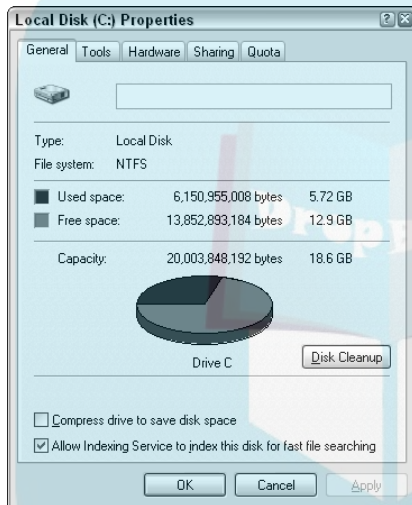 Local Disk (C:) Properties
General Tools Hardware Sharing Quota
Type: Local Disk
File system: NTFS
Used space: 6,150,955,008 bytes 5.72 GB
Free space: 13,852,893,184 bytes 12.9 GB
Capacity: 20,003,848,192 bytes 18.6 GB
Drive C
Disk Cleanup
Compress drive to save disk space
Allow Indexing Service to index this disk for fast file searching
OK Cancel Apply